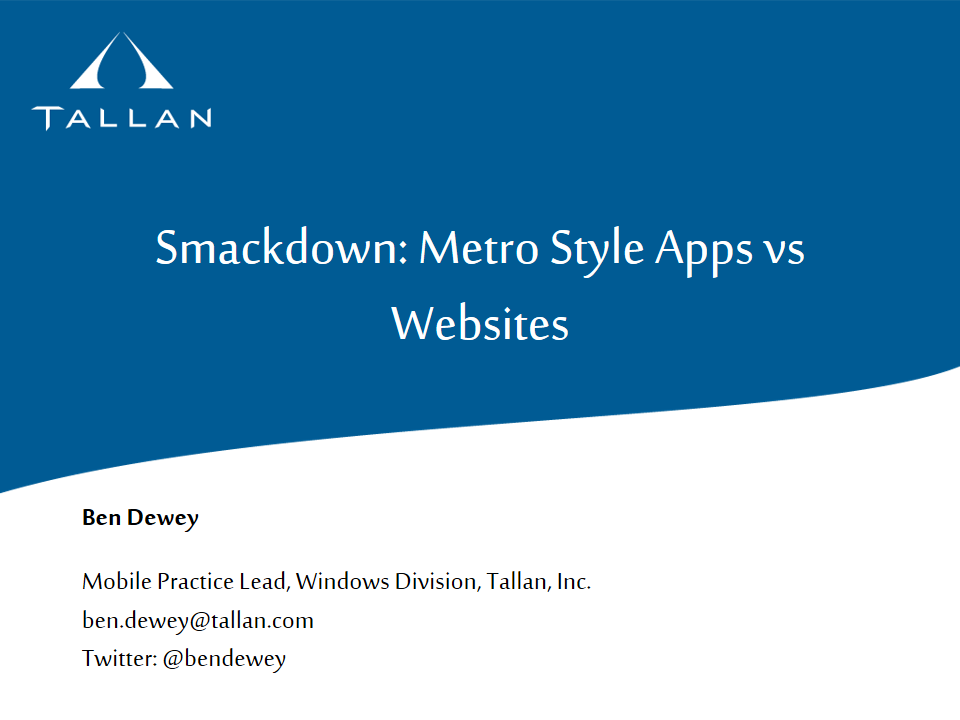 TALLAN
Smackdown: Metro Style Apps vs
Websites
Ben Dewey
Mobile Practice Lead, Windows Division, Tallan, Inc.
ben.dewey@tallan.com
Twitter: @bendewey